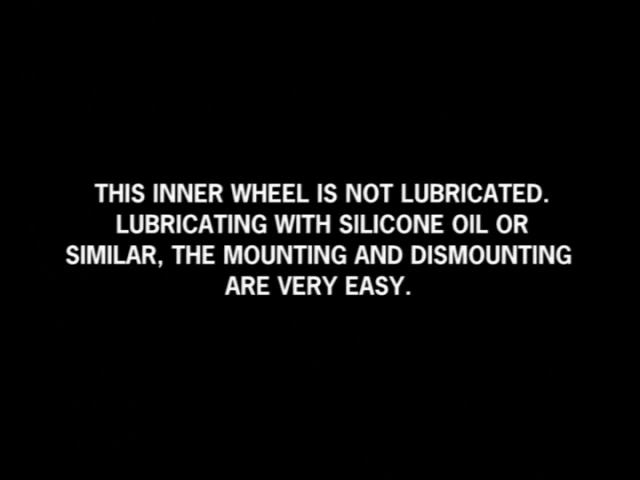 THIS INNER WHEEL IS NOT LUBRICATED.
LUBRICATING WITH SILICONE OIL OR
SIMILAR, THE MOUNTING AND DISMOUNTING
ARE VERY EASY.